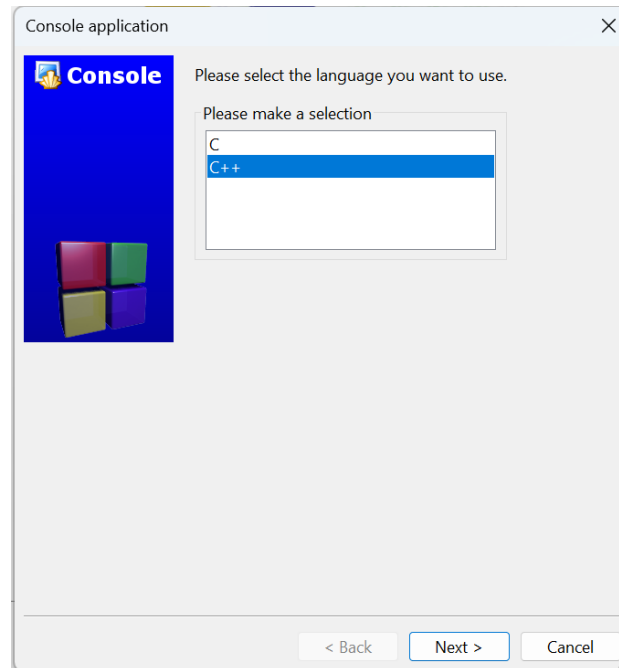 Console application
Console
Please select the language you want to use.
Please make a selection
C
C++
< Back
Next >
Cancel